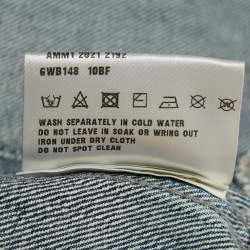 AMM1 2021 2192
GWB148 10BF
WASH SEPARATELY IN COLD WATER
DO NOT LEAVE IN SOAK OR WRING OUT
IRON UNDER DRY CLOTH
DO NOT SPOT CLEAN